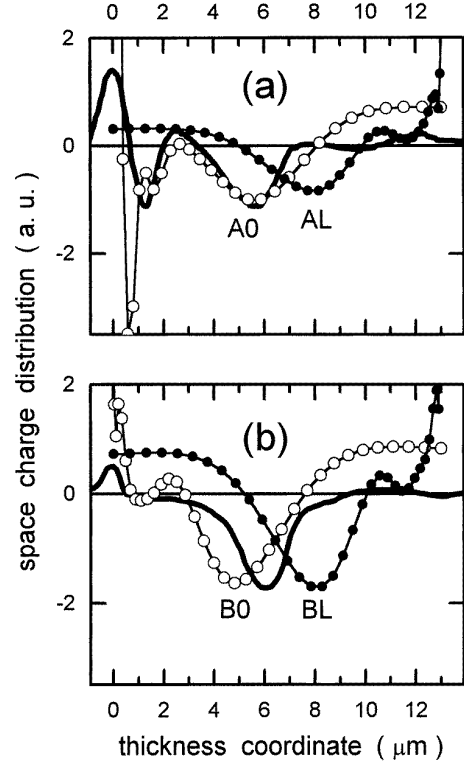 0 2 4 6 8 10 12
2
(a)
0
A0 AL
-2
space charge distribution ( a. u. )
2
(b)
0
B0 BL
-2
0 2 4 6 8 10 12
thickness coordinate ( μm )